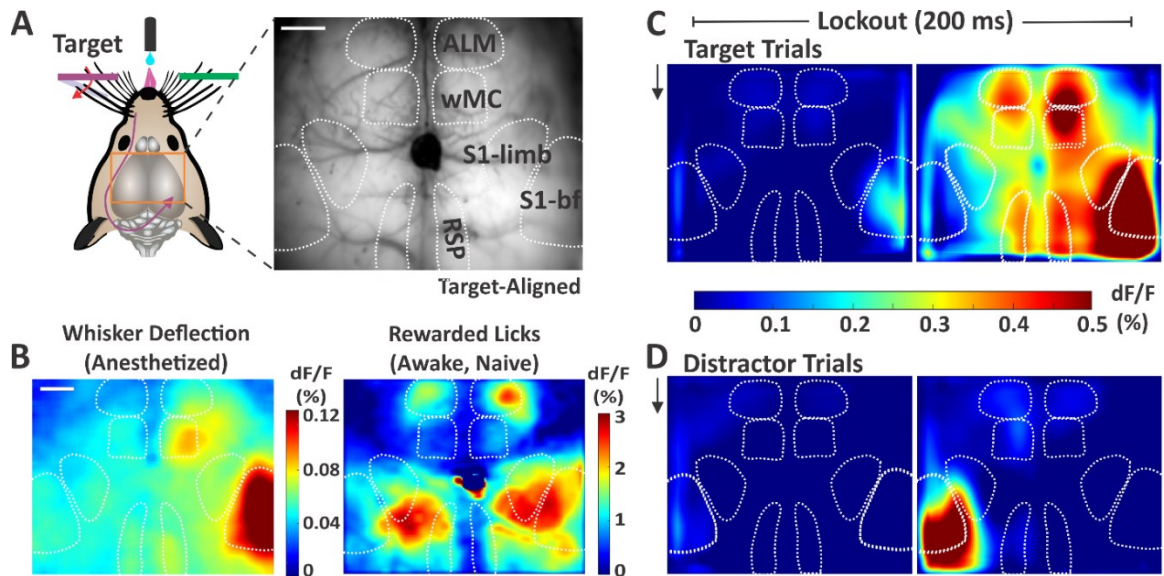 A
Target
ALM
wMC
S1-limb
S1-bf
RSP
Target-Aligned
B
Whisker Deflection
(Anesthetized)
dF/F
(%)
0.12
0.08
0.04
0
Rewarded Licks
(Awake, Naive)
dF/F
(%)
3
2
1
0
C
Lockout (200 ms)
Target Trials
0
0.1
0.2
0.3
0.4
0.5
dF/F
(%)
D
Distractor Trials